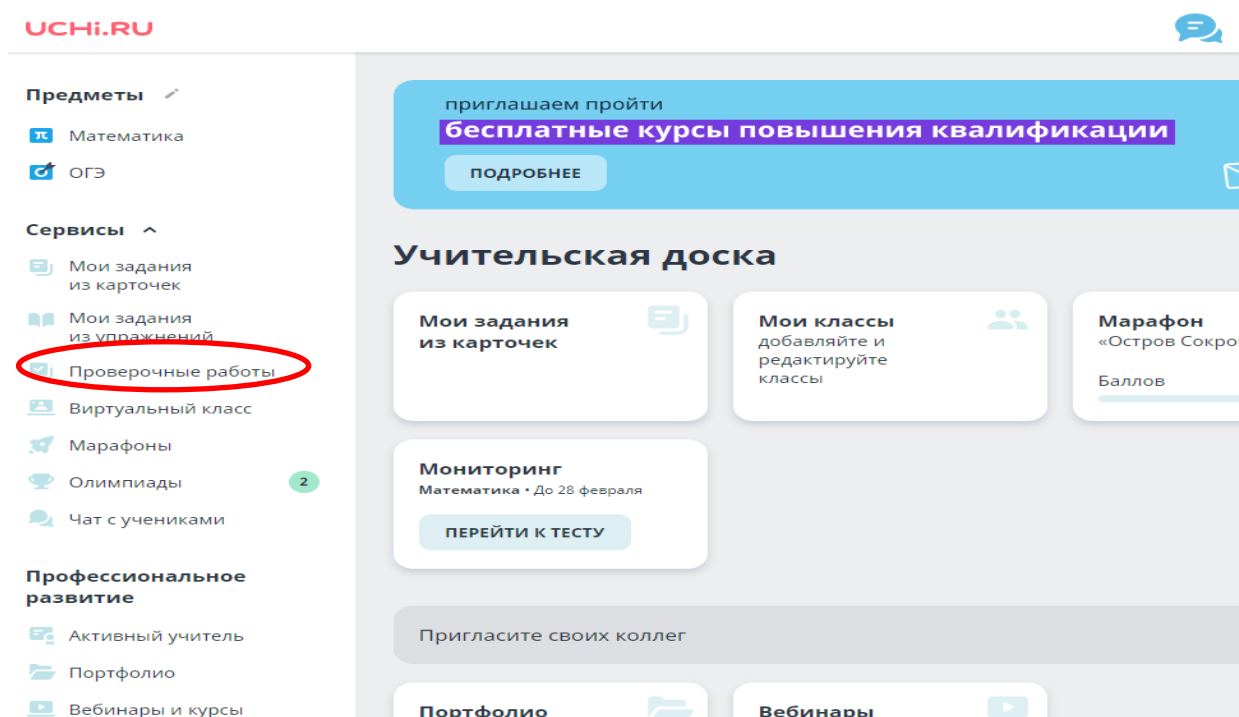 UCHi.RU
Предметы
Математика
ОГЭ
Сервисы
Мои задания
из карточек
Мои задания
из упражнений
Проверочные работы
Виртуальный класс
Марафоны
Олимпиады 2
Чат с учениками
Профессиональное
развитие
Активный учитель
Портфолио
Вебинары и курсы
приглашаем пройти
бесплатные курсы повышения квалификации
ПОДРОБНЕЕ
Учительская доска
Мои задания
из карточек
Мои классы
добавляйте и
редактируйте
классы
Марафон
«Остров Сокро
Баллов
Мониторинг
Математика • До 28 февраля
ПЕРЕЙТИ К ТЕСТУ
Пригласите своих коллег
Портфолио
Вебинары